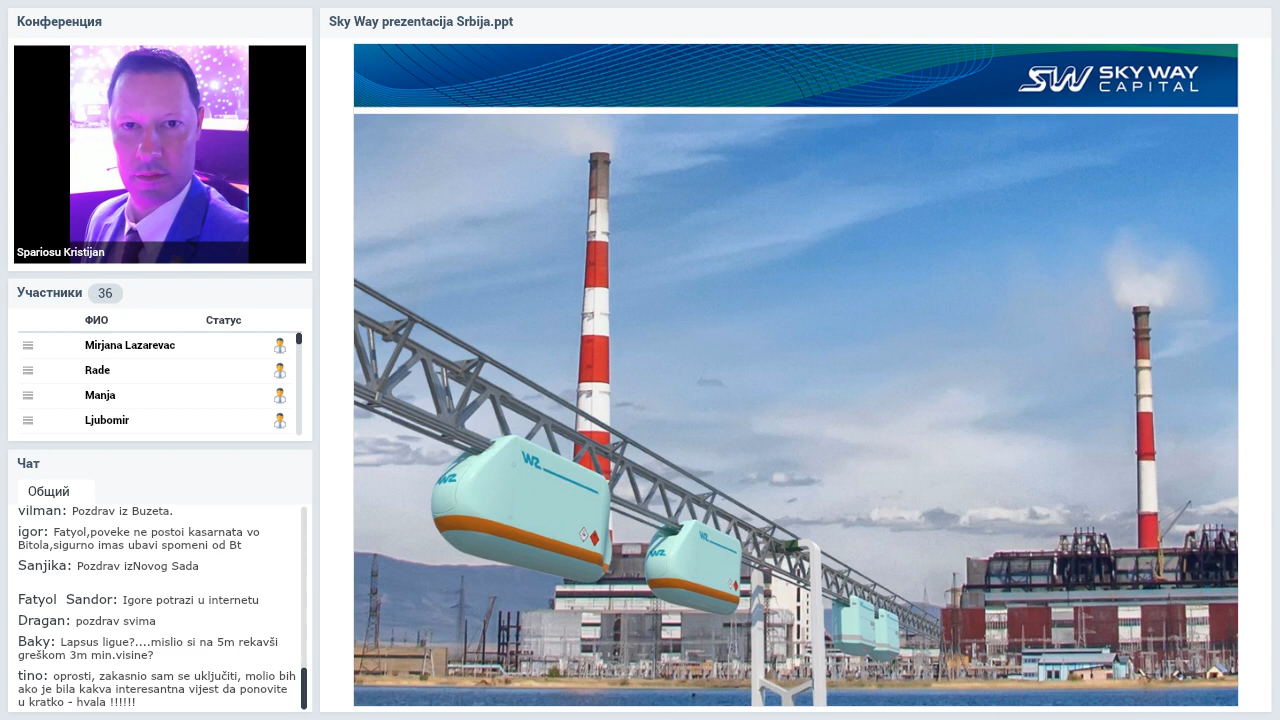 Конференция
Spariosu Kristijan
Участники 36
ФИО Статус
Mirjana Lazarevac
Rade
Manja
Ljubomir
Чат
Общий
vilman: Pozdrav iz Buzeta.
igor: Fatyol,poveke ne postoi kasarnata vo
Bitola,sigurno imas ubavi spomeni od Bt
Sanjika: Pozdrav izNovog Sada
Fatyol Sandor: Igore potrazi u internetu
Dragan: pozdrav svima
Baky: Lapsus ligue?....mislio si na 5m rekavši
greškom 3m min.visine?
tino: oprosti, zakasnio sam se uključiti, molio bih
ako je bila kakva interesantna vijest da ponovite
u kratko - hvala !!!!!!
Sky Way prezentacija Srbija.ppt
SW SKY WAY
CAPITAL